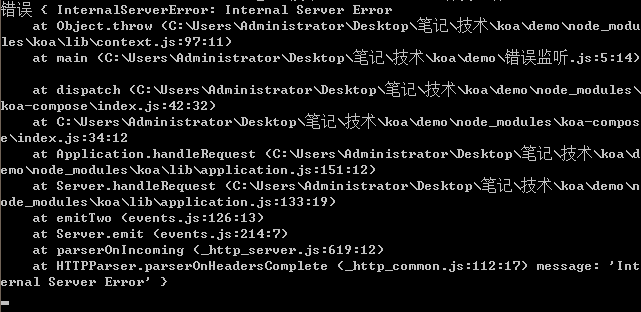 错误 { InternalServerError: Internal Server Error
    at Object.throw (C:\Users\Administrator\Desktop\笔记\技术\koa\demo\node_modu
les\koa\lib\context.js:97:11)
    at main (C:\Users\Administrator\Desktop\笔记\技术\koa\demo\错误监听.js:5:14)
    at dispatch (C:\Users\Administrator\Desktop\笔记\技术\koa\demo\node_modules\
koa-compose\index.js:42:32)
    at C:\Users\Administrator\Desktop\笔记\技术\koa\demo\node_modules\koa-compos
e\index.js:34:12
    at Application.handleRequest (C:\Users\Administrator\Desktop\笔记\技术\koa\d
emo\node_modules\koa\lib\application.js:151:12)
    at Server.handleRequest (C:\Users\Administrator\Desktop\笔记\技术\koa\demo\n
ode_modules\koa\lib\application.js:133:19)
    at emitTwo (events.js:126:13)
    at Server.emit (events.js:214:7)
    at parserOnIncoming (_http_server.js:619:12)
    at HTTPParser.parserOnHeadersComplete (_http_common.js:112:17) message: 'Int
ernal Server Error' }